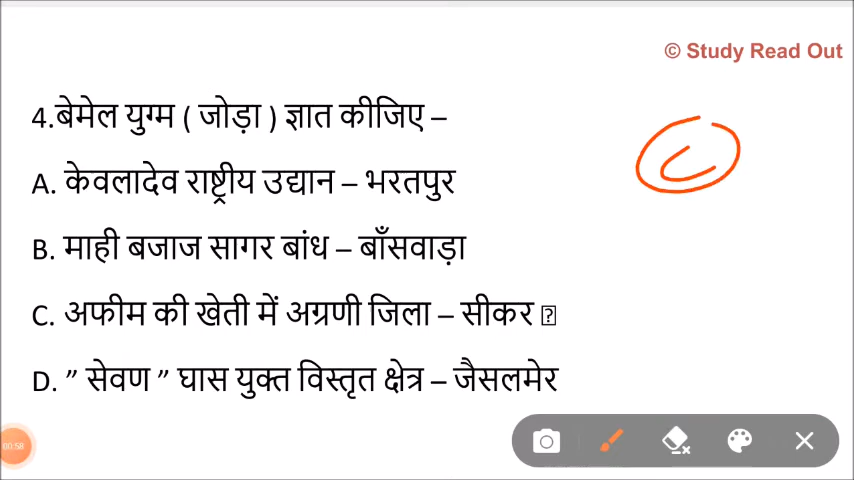 © Study Read Out
4.बेमेल युग्म ( जोड़ा ) ज्ञात कीजिए –
C
A. केवलादेव राष्ट्रीय उद्यान – भरतपुर
B. माही बजाज सागर बांध – बाँसवाड़ा
C. अफीम की खेती में अग्रणी जिला – सीकर
D. ” सेवण ” घास युक्त विस्तृत क्षेत्र – जैसलमेर
00:58